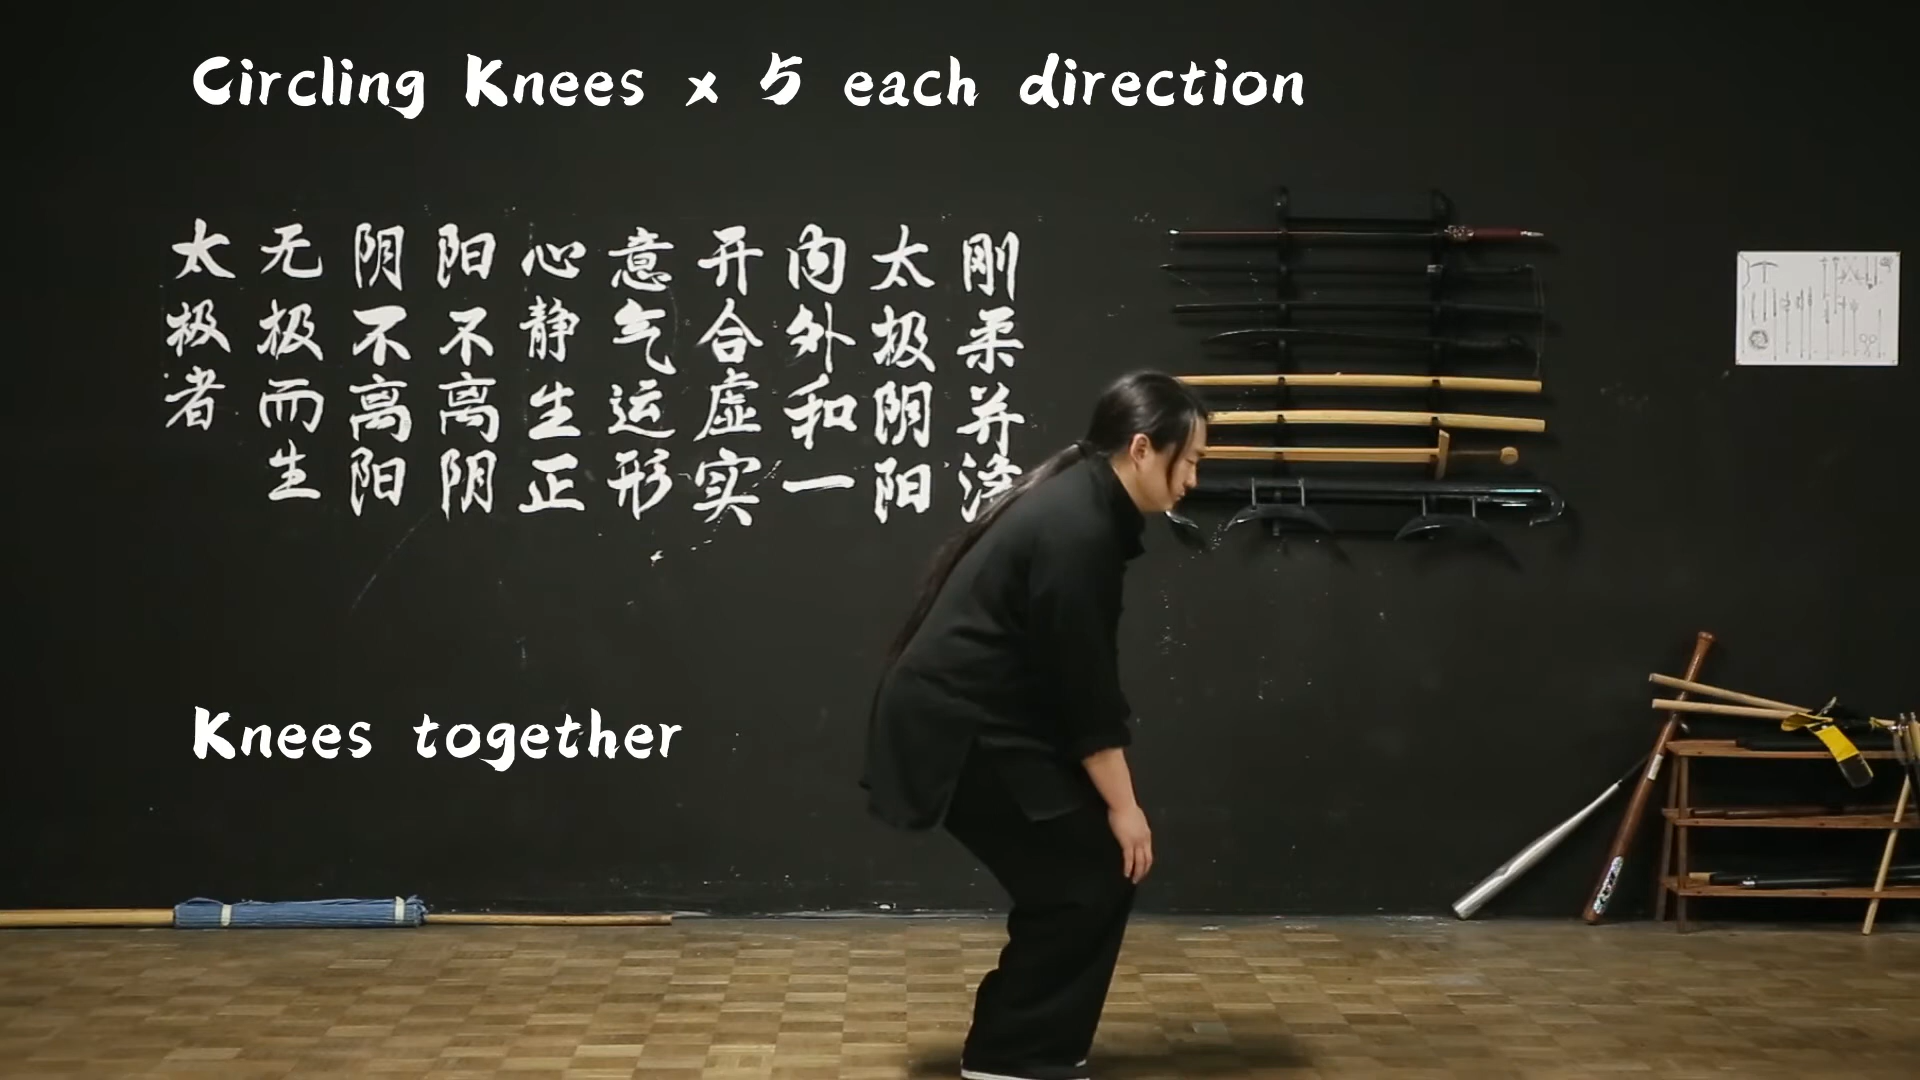 Circling Knees x 5 each direction
太极者
无极而生
阴不离阳
阳不离阴
心静生正
意气运形
开合虚实
内外和一
太极阴阳
刚柔并济
Knees together